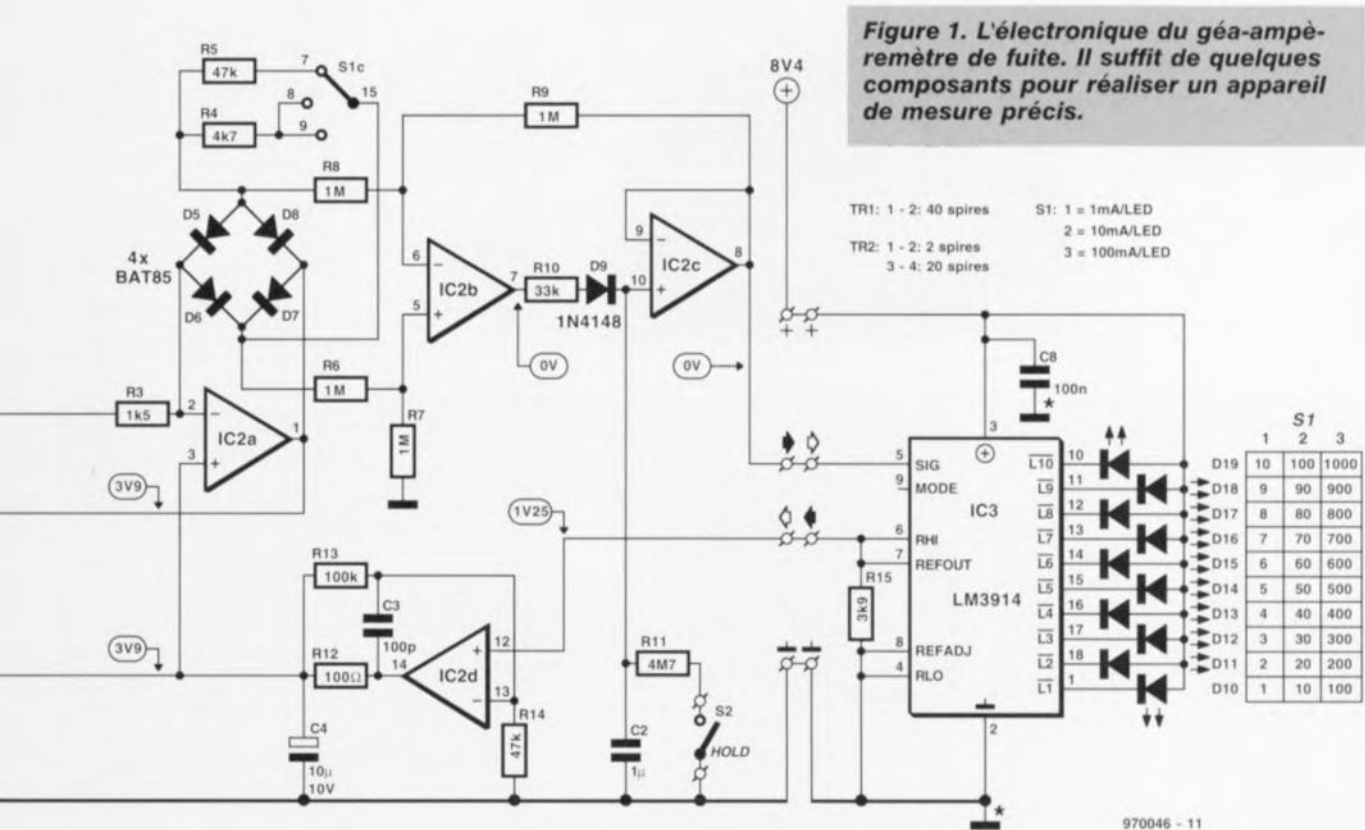 Figure 1. L'électronique du géa-ampè-
remètre de fuite. Il suffit de quelques
composants pour réaliser un appareil
de mesure précis.
R5
47k
7
S1c
15
8
9
R4
4k7
R8
1M
R9
1M
8V4
+
TR1: 1 - 2: 40 spires
TR2: 1 - 2: 2 spires
3 - 4: 20 spires
S1: 1 = 1mA/LED
2 = 10mA/LED
3 = 100mA/LED
D5
D8
4x
BAT85
D6
D7
6
−
IC2b
5
+
7
R10
33k
D9
1N4148
9
−
IC2c
10
+
8
0V
0V
+
+
C8
100n
*
R6
1M
R7
1M
R3
1k5
2
−
IC2a
3
+
1
3V9
1V25
3
+
5
SIG
9
MODE
IC3
6
RHI
7
REFOUT
LM3914
R15
3k9
8
REFADJ
4
RLO
2
L10
10
L9
11
L8
12
L7
13
L6
14
L5
15
L4
16
L3
17
L2
18
L1
1
S1
1 2 3
D19 10 100 1000
D18 9 90 900
D17 8 80 800
D16 7 70 700
D15 6 60 600
D14 5 50 500
D13 4 40 400
D12 3 30 300
D11 2 20 200
D10 1 10 100
R13
100k
C3
100p
3V9
R12
100Ω
14
IC2d
12
+
13
−
R14
47k
R11
4M7
S2
HOLD
C2
1µ
C4
10µ
10V
*
970046 - 11